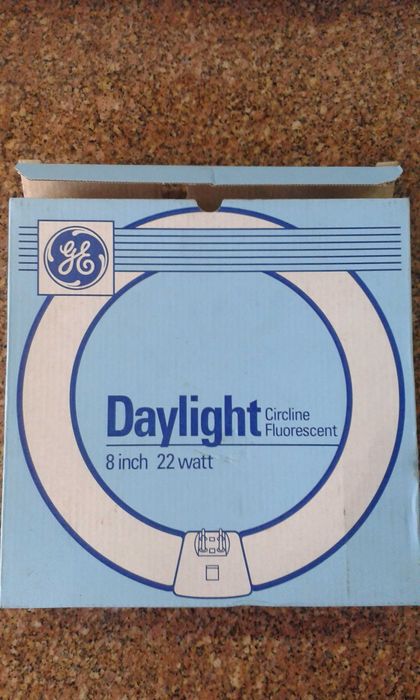 GE
Daylight Circline
Fluorescent
8 inch 22 watt